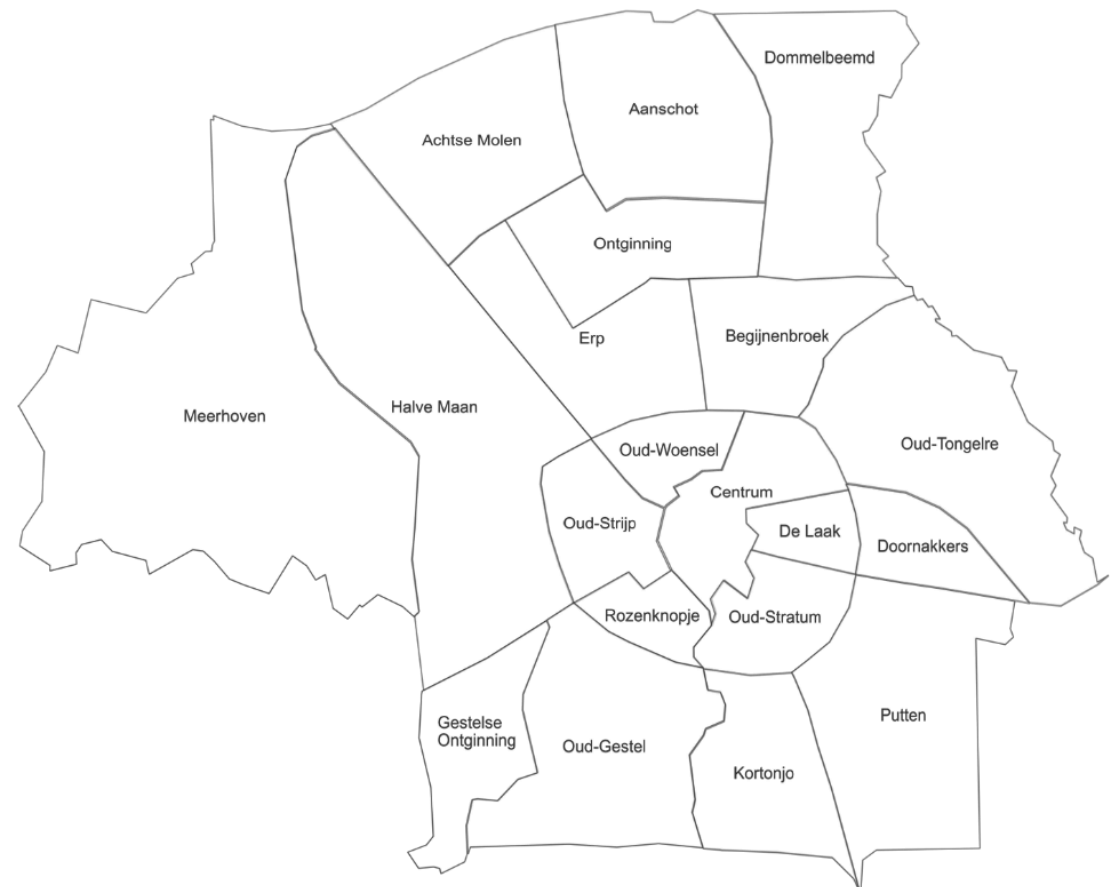 Dommelbeemd
Aanschot
Achtse Molen
Ontginning
Erp
Begijnenbroek
Meerhoven
Halve Maan
Oud-Tongelre
Oud-Woensel
Centrum
Oud-Strijp
De Laak
Doornakkers
Rozenknopje
Oud-Stratum
Putten
Gestelse
Ontginning
Oud-Gestel
Kortonjo